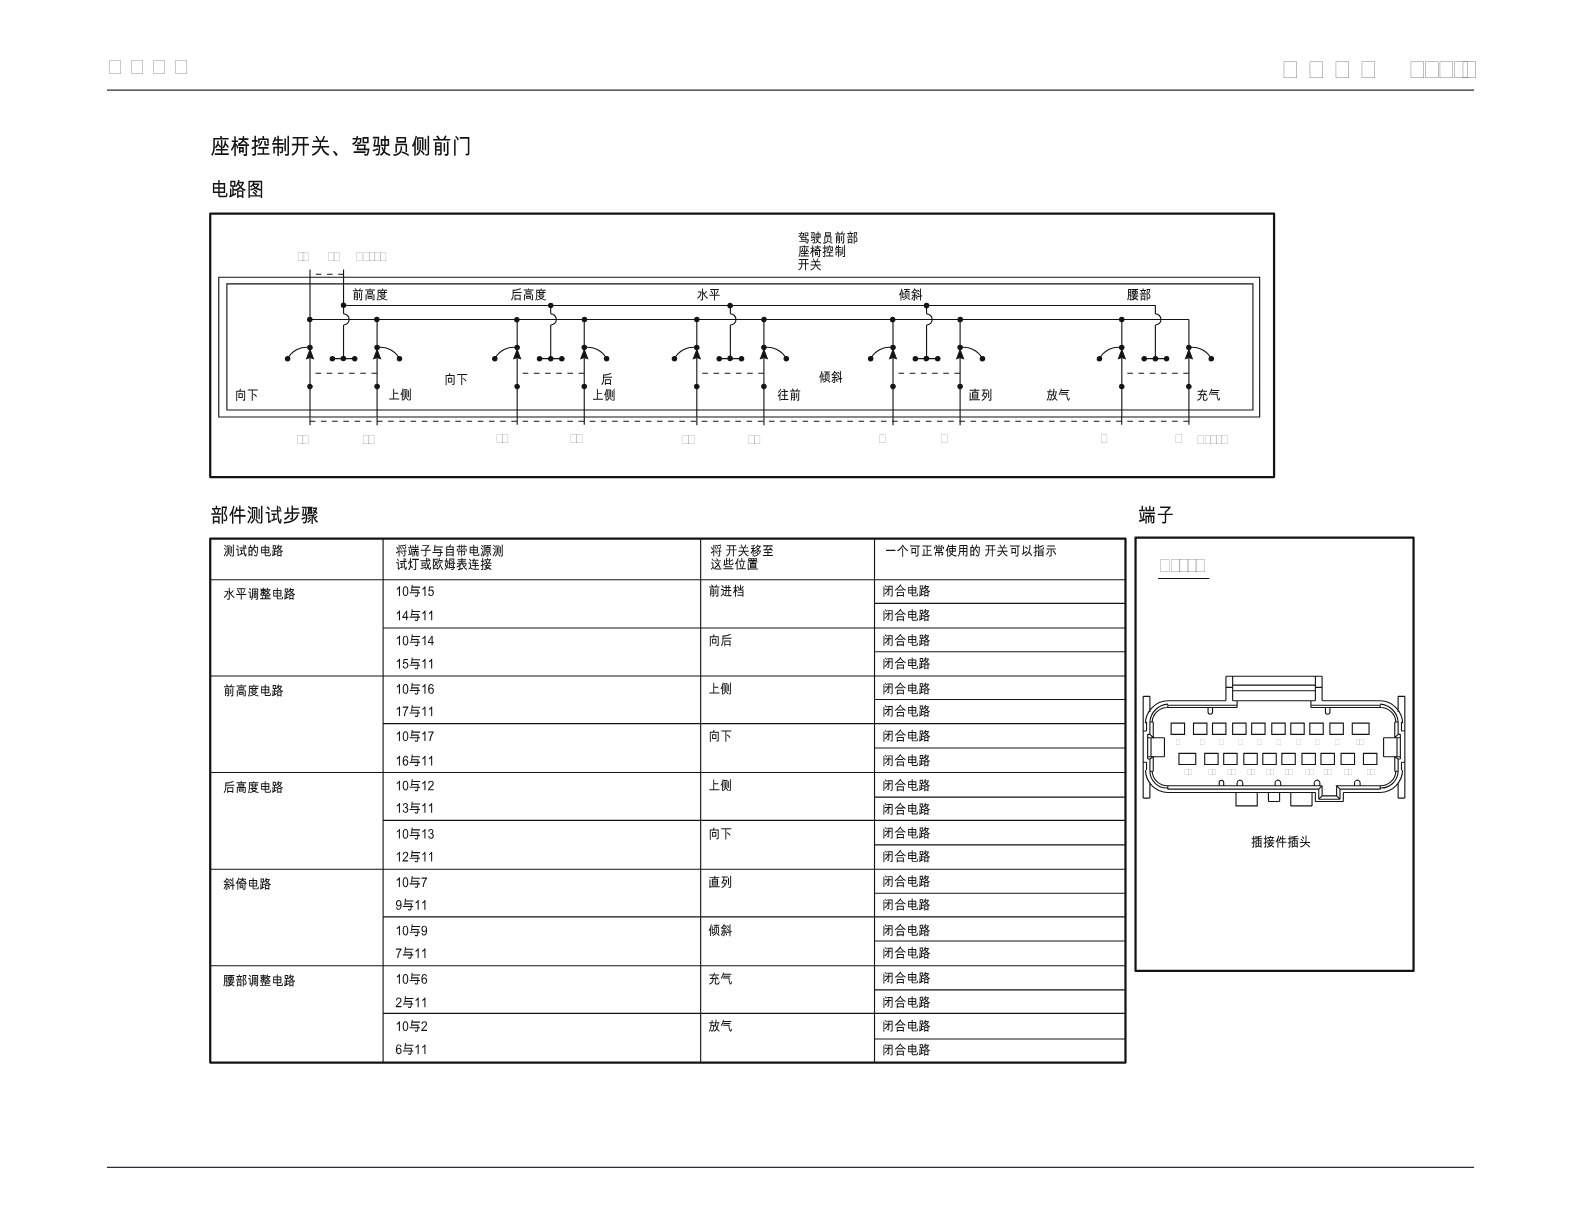 座椅控制开关、驾驶员侧前门
电路图
驾驶员前部
座椅控制
开关
前高度 后高度 水平 倾斜 腰部
向下 上侧 向下 后 上侧 往前 倾斜 直列 放气 充气
部件测试步骤
端子
测试的电路 将端子与自带电源测 将 开关移至 一个可正常使用的 开关可以指示
试灯或欧姆表连接 这些位置
水平调整电路 10与15 前进档 闭合电路
14与11 闭合电路
10与14 向后 闭合电路
15与11 闭合电路
前高度电路 10与16 上侧 闭合电路
17与11 闭合电路
10与17 向下 闭合电路
16与11 闭合电路
后高度电路 10与12 上侧 闭合电路
13与11 闭合电路
10与13 向下 闭合电路
12与11 闭合电路
斜倚电路 10与7 直列 闭合电路
9与11 闭合电路
10与9 倾斜 闭合电路
7与11 闭合电路
腰部调整电路 10与6 充气 闭合电路
2与11 闭合电路
10与2 放气 闭合电路
6与11 闭合电路
插接件插头